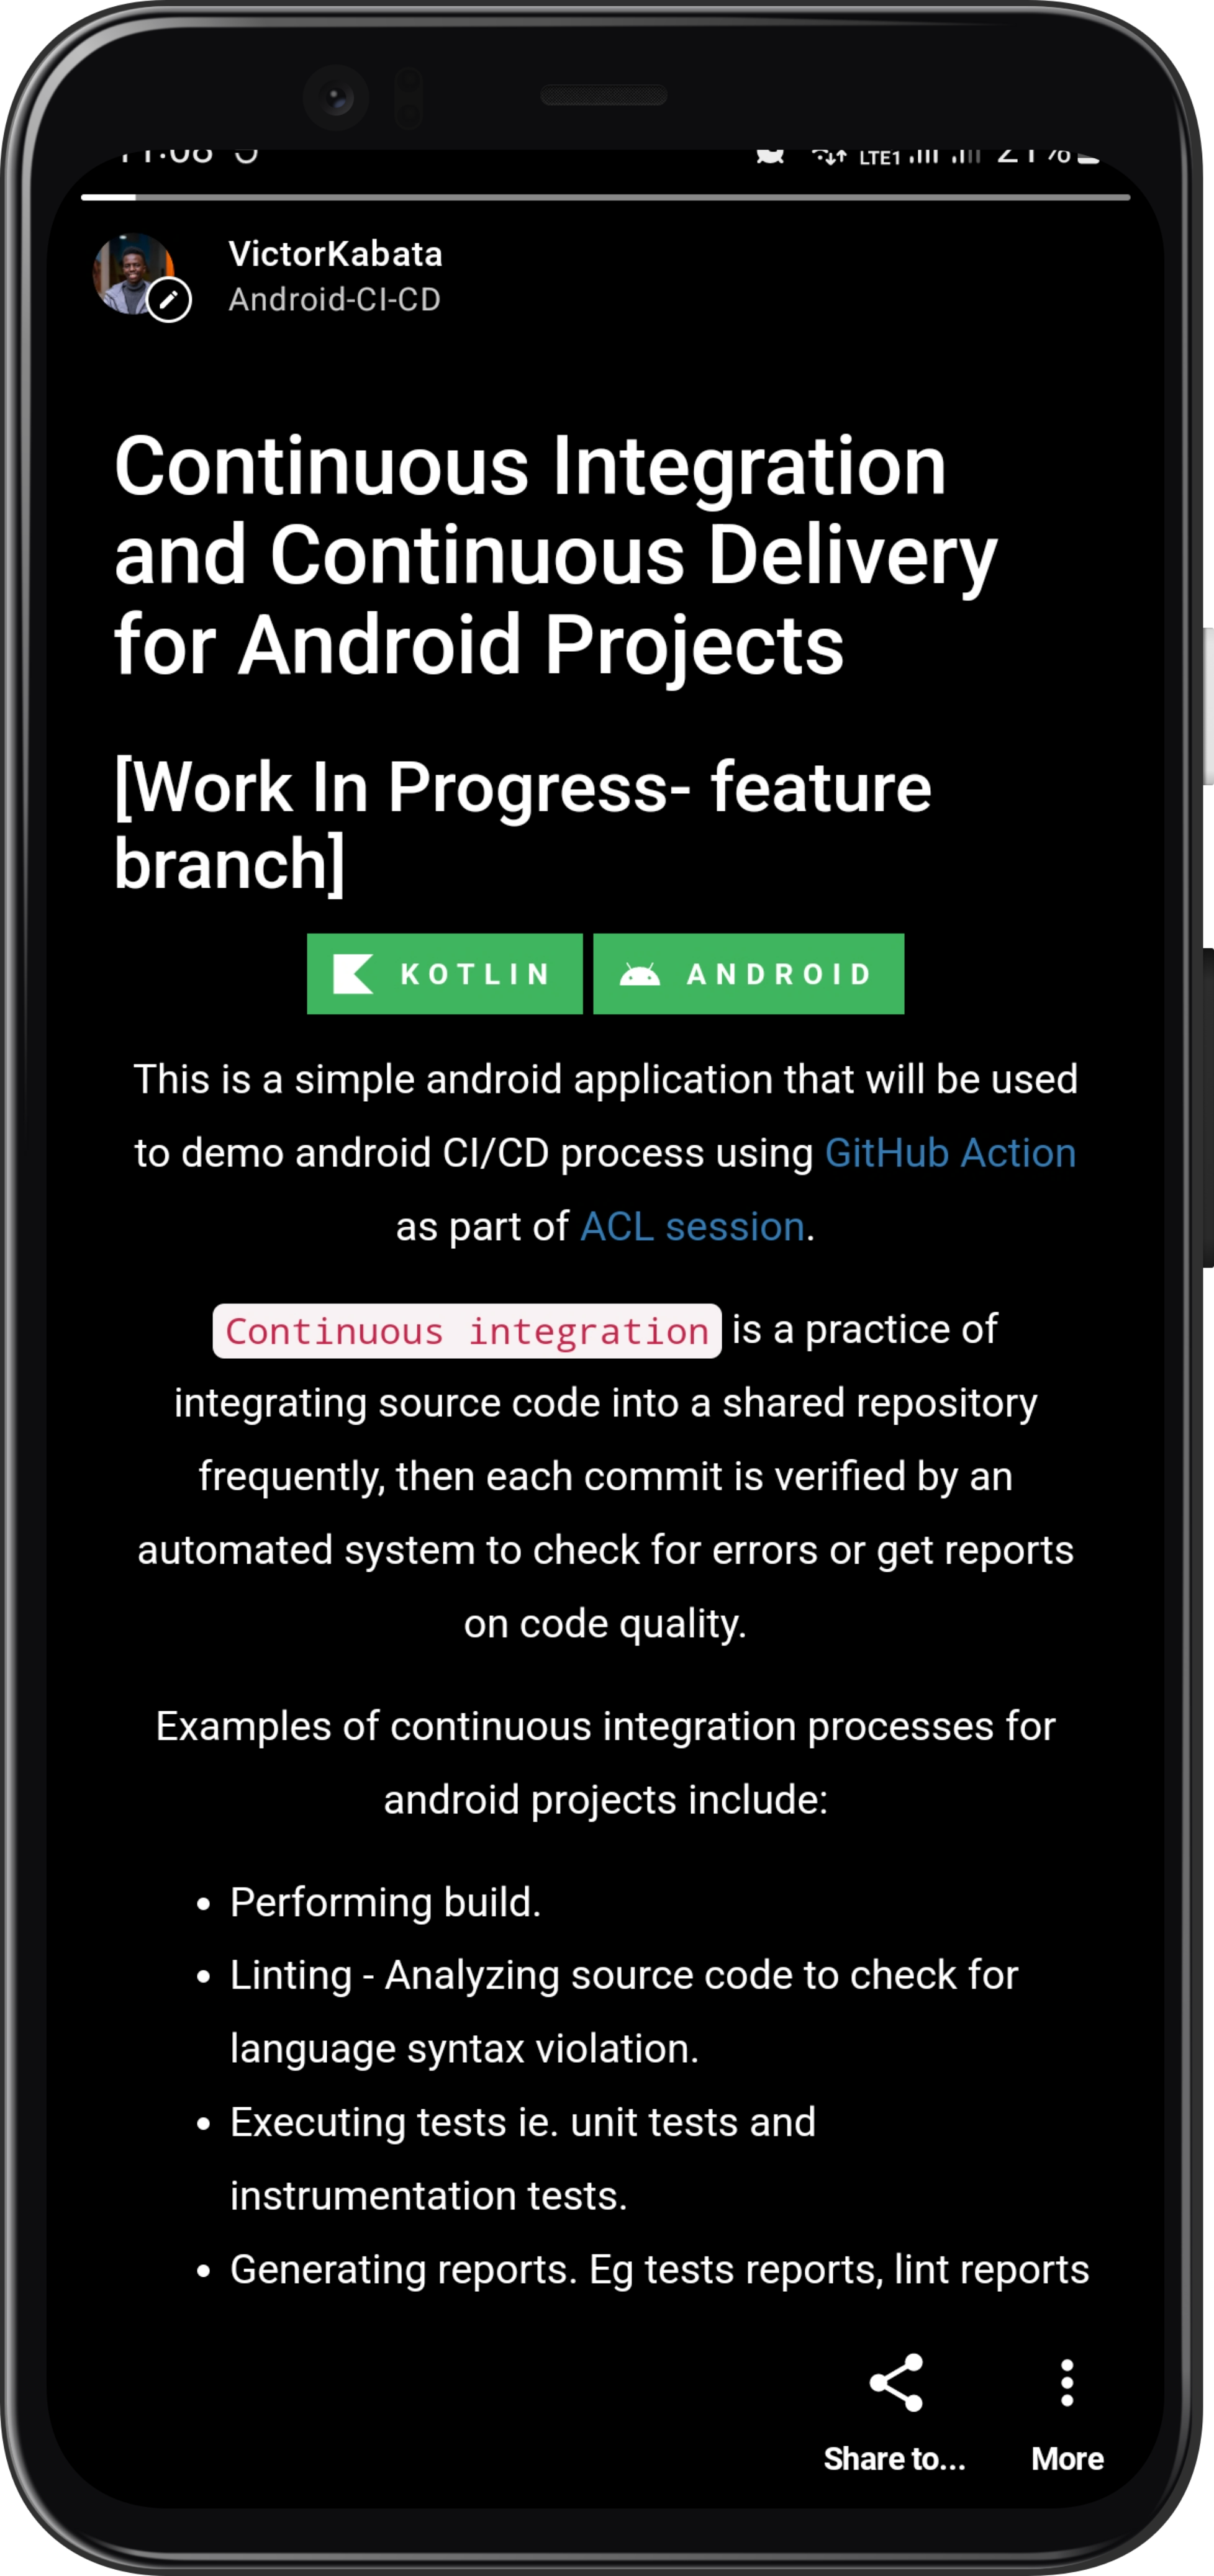 LTE1
VictorKabata
Android-CI-CD
Continuous Integration
and Continuous Delivery
for Android Projects
[Work In Progress- feature
branch]
KOTLIN ANDROID
This is a simple android application that will be used
to demo android CI/CD process using GitHub Action
as part of ACL session.
Continuous integration is a practice of
integrating source code into a shared repository
frequently, then each commit is verified by an
automated system to check for errors or get reports
on code quality.
Examples of continuous integration processes for
android projects include:
• Performing build.
• Linting - Analyzing source code to check for
language syntax violation.
• Executing tests ie. unit tests and
instrumentation tests.
• Generating reports. Eg tests reports, lint reports
Share to... More